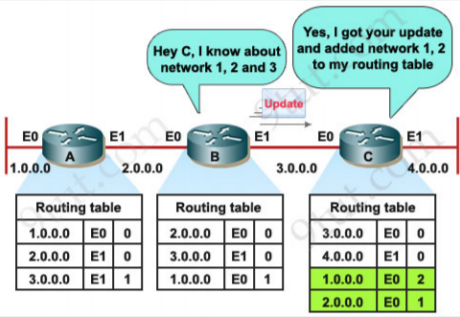 Hey C, I know about
network 1, 2 and 3
Yes, I got your update
and added network 1, 2
to my routing table
Update
E0 E1 E0 E1 E0 E1
A B C
1.0.0.0 2.0.0.0 3.0.0.0 4.0.0.0
Routing table
1.0.0.0 E0 0
2.0.0.0 E1 0
3.0.0.0 E1 1
Routing table
2.0.0.0 E0 0
3.0.0.0 E1 0
1.0.0.0 E0 1
Routing table
3.0.0.0 E0 0
4.0.0.0 E1 0
1.0.0.0 E0 2
2.0.0.0 E0 1